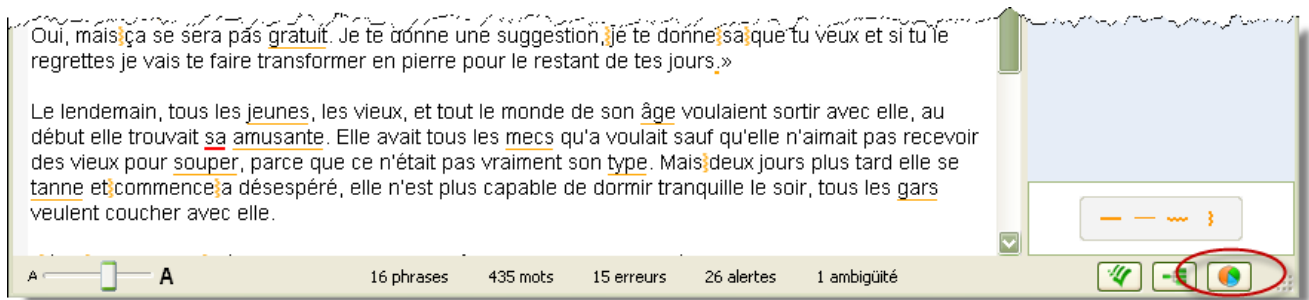 Oui, mais ça se sera pas gratuit. Je te donne une suggestion, je te donne sa que tu veux et si tu le
regrettes je vais te faire transformer en pierre pour le restant de tes jours.»
Le lendemain, tous les jeunes, les vieux, et tout le monde de son âge voulaient sortir avec elle, au
début elle trouvait sa amusante. Elle avait tous les mecs qu'a voulait sauf qu'elle n'aimait pas recevoir
des vieux pour souper, parce que ce n'était pas vraiment son type. Mais deux jours plus tard elle se
tanne et commence a désespéré, elle n'est plus capable de dormir tranquille le soir, tous les gars
veulent coucher avec elle.
A A 16 phrases 435 mots 15 erreurs 26 alertes 1 ambigüité